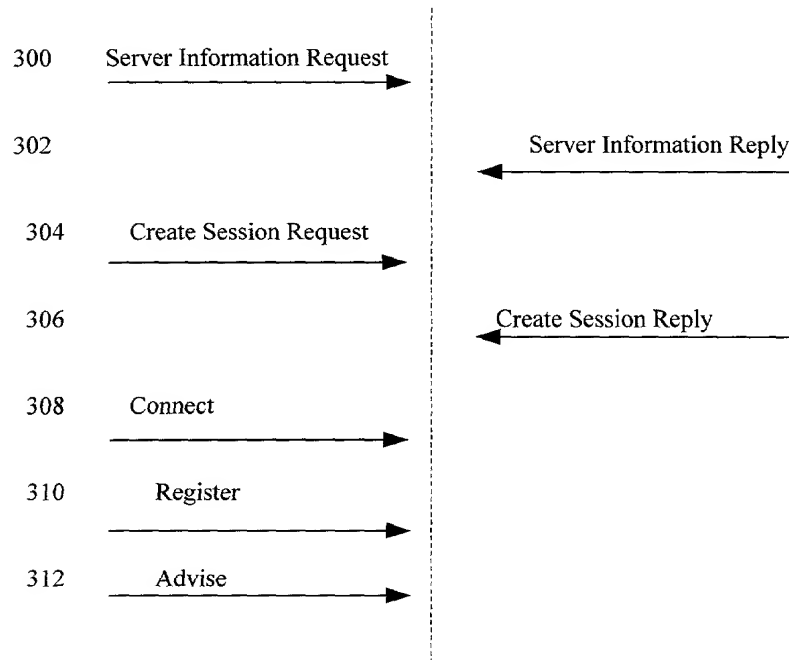 300 Server Information Request
302 Server Information Reply
304 Create Session Request
306 Create Session Reply
308 Connect
310 Register
312 Advise